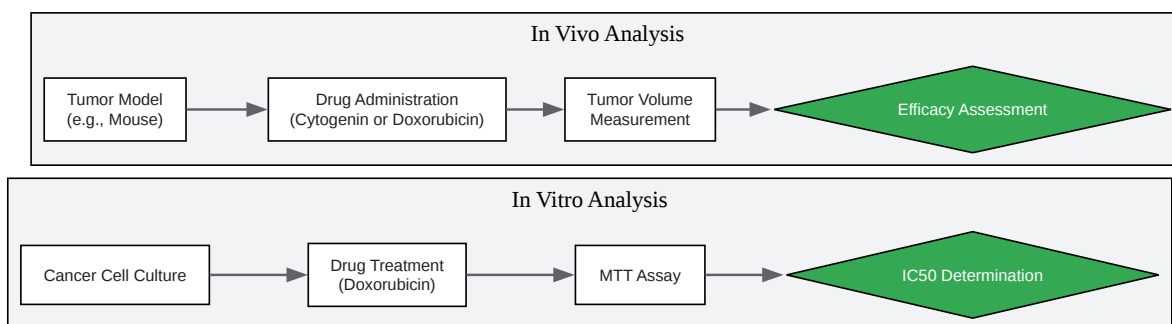 In Vivo Analysis
Tumor Model
(e.g., Mouse)
Drug Administration
(Cytogenin or Doxorubicin)
Tumor Volume
Measurement
Efficacy Assessment
In Vitro Analysis
Cancer Cell Culture
Drug Treatment
(Doxorubicin)
MTT Assay
IC50 Determination